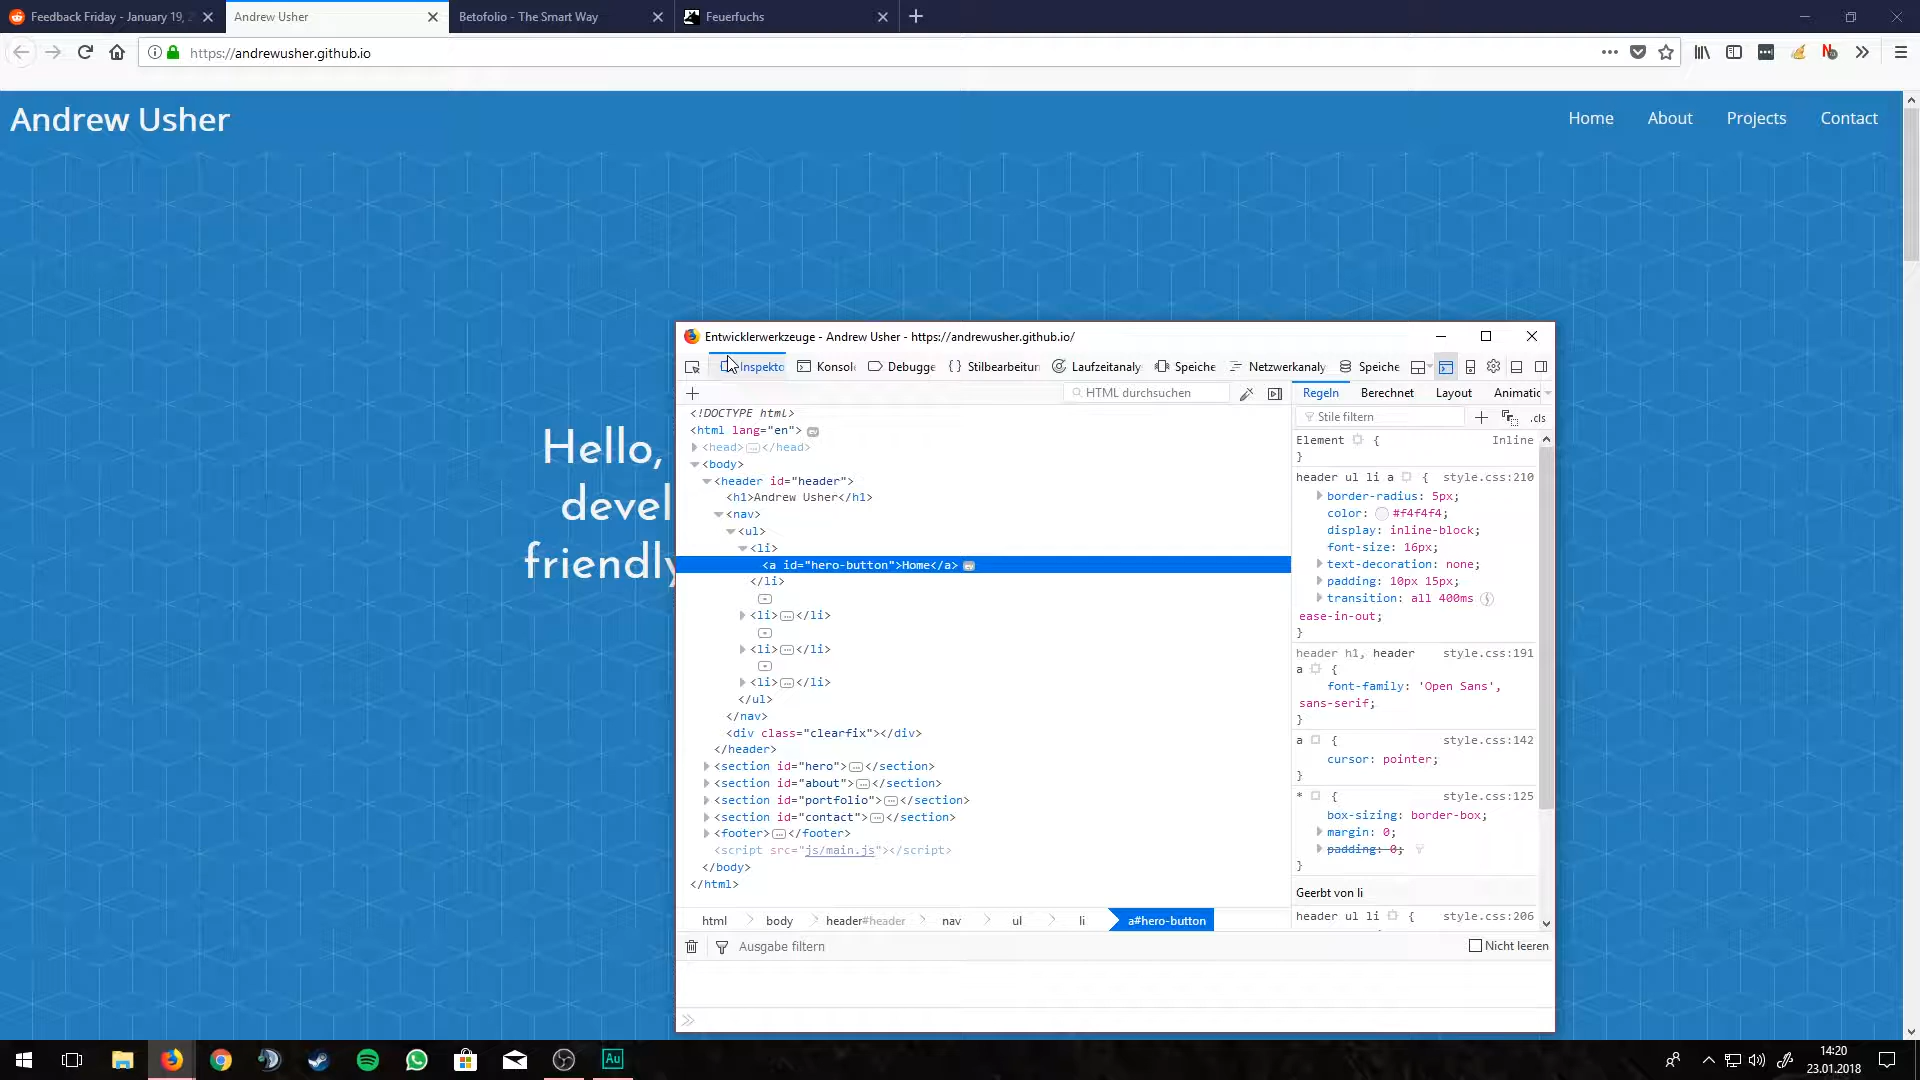 Feedback Friday - January 19, 2
Andrew Usher
Betofolio - The Smart Way
Feuerfuchs
https://andrewusher.github.io
Andrew Usher
Home
About
Projects
Contact
Hello,
devel
friendly
Entwicklerwerkzeuge - Andrew Usher - https://andrewusher.github.io/
Inspekto
Konsol
Debugge
Stilbearbeitun
Laufzeitanaly
Speiche
Netzwerkanaly
Speiche
HTML durchsuchen
<!DOCTYPE html>
<html lang="en"> ev
<head>…</head>
<body>
<header id="header">
<h1>Andrew Usher</h1>
<nav>
<ul>
<li>
<a id="hero-button">Home</a> ev
</li>
<li>…</li>
<li>…</li>
<li>…</li>
</ul>
</nav>
<div class="clearfix"></div>
</header>
<section id="hero">…</section>
<section id="about">…</section>
<section id="portfolio">…</section>
<section id="contact">…</section>
<footer>…</footer>
<script src="js/main.js"></script>
</body>
</html>
html
body
header#header
nav
ul
li
a#hero-button
Ausgabe filtern
Nicht leeren
Regeln
Berechnet
Layout
Animatic
Stile filtern
.cls
Element { Inline
}
header ul li a { style.css:210
border-radius: 5px;
color: #f4f4f4;
display: inline-block;
font-size: 16px;
text-decoration: none;
padding: 10px 15px;
transition: all 400ms
ease-in-out;
}
header h1, header style.css:191
a {
font-family: 'Open Sans',
sans-serif;
}
a { style.css:142
cursor: pointer;
}
* { style.css:125
box-sizing: border-box;
margin: 0;
padding: 0;
}
Geerbt von li
header ul li { style.css:206
Au
14:20
23.01.2018